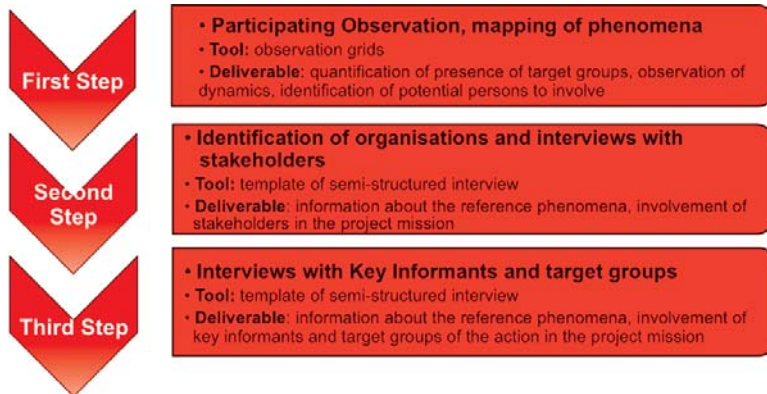 First Step
• Participating Observation, mapping of phenomena
• Tool: observation grids
• Deliverable: quantification of presence of target groups, observation of
dynamics, identification of potential persons to involve
Second
Step
• Identification of organisations and interviews with
stakeholders
• Tool: template of semi-structured interview
• Deliverable: information about the reference phenomena, involvement of
stakeholders in the project mission
Third Step
• Interviews with Key Informants and target groups
• Tool: template of semi-structured interview
• Deliverable: information about the reference phenomena, involvement of
key informants and target groups of the action in the project mission